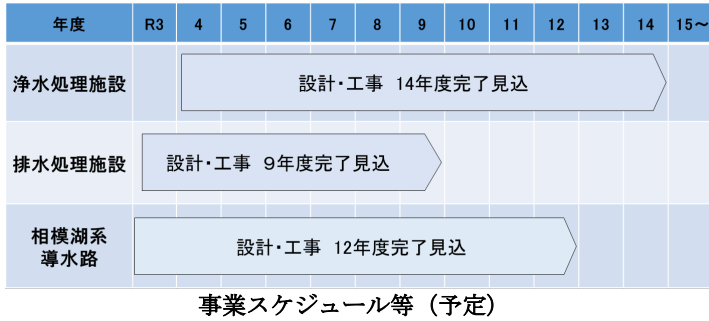 年度 R3 4 5 6 7 8 9 10 11 12 13 14 15～
浄水処理施設 設計・工事 14年度完了見込
排水処理施設 設計・工事 ９年度完了見込
相模湖系
導水路
設計・工事 12年度完了見込
事業スケジュール等（予定）